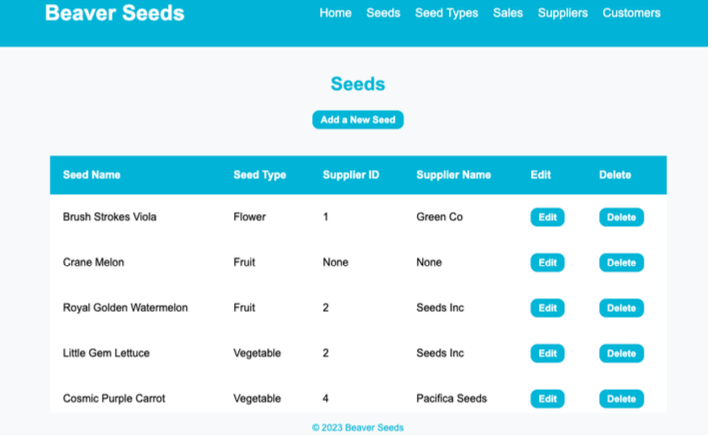 Beaver Seeds
Home Seeds Seed Types Sales Suppliers Customers
Seeds
Add a New Seed
Seed Name Seed Type Supplier ID Supplier Name Edit Delete
Brush Strokes Viola Flower 1 Green Co Edit Delete
Crane Melon Fruit None None Edit Delete
Royal Golden Watermelon Fruit 2 Seeds Inc Edit Delete
Little Gem Lettuce Vegetable 2 Seeds Inc Edit Delete
Cosmic Purple Carrot Vegetable 4 Pacifica Seeds Edit Delete
© 2023 Beaver Seeds